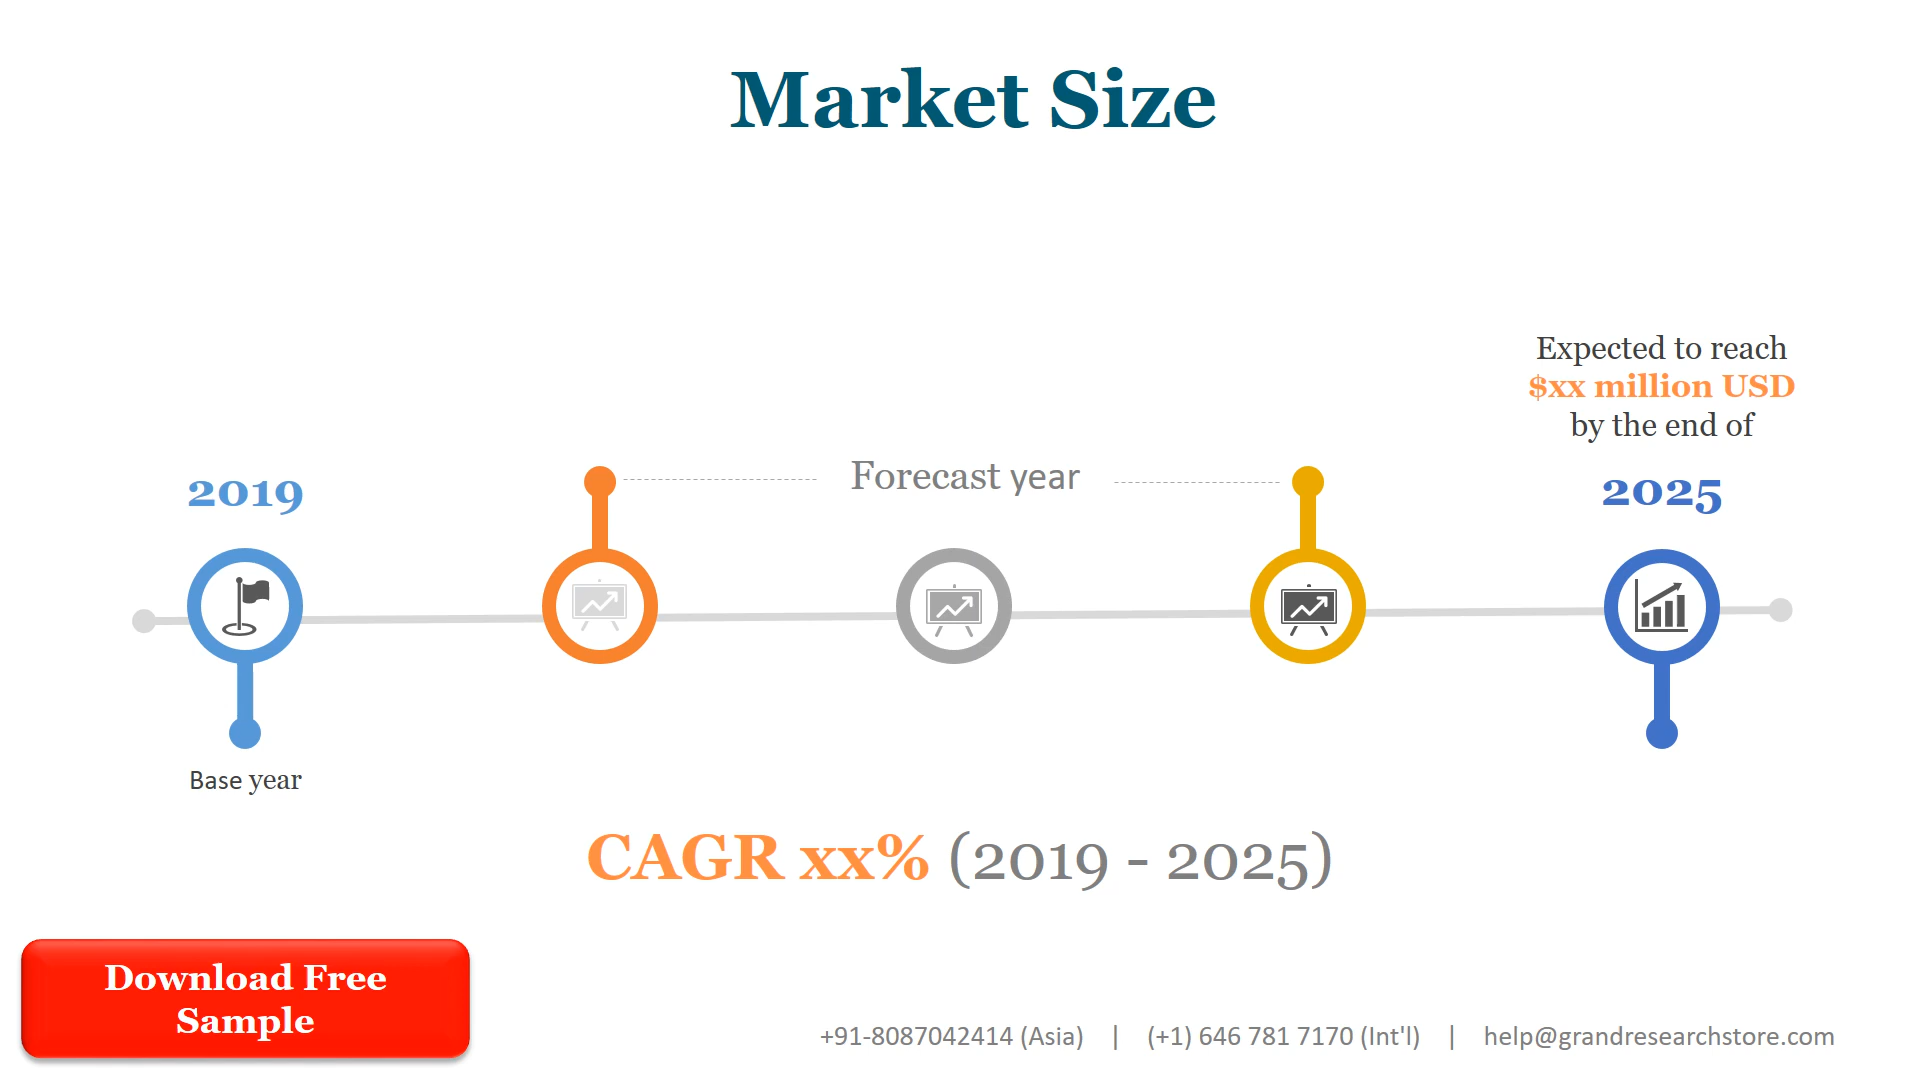 Market Size
Expected to reach
$xx million USD
by the end of
2019
Forecast year
2025
Base year
CAGR xx% (2019 - 2025)
Download Free
Sample
+91-8087042414 (Asia) | (+1) 646 781 7170 (Int'l) | help@grandresearchstore.com